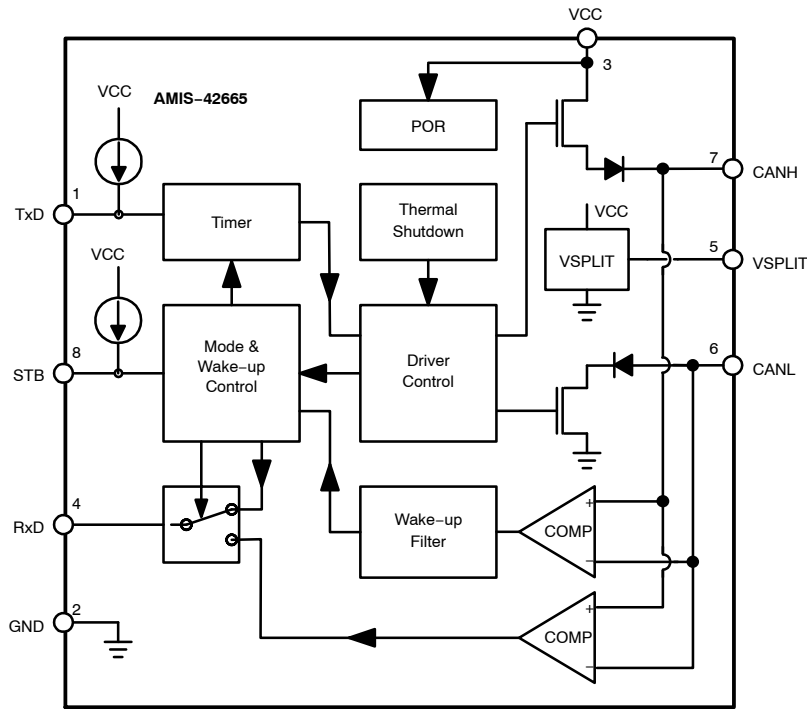 VCC
3
VCC
AMIS−42665
POR
7
CANH
1
TxD
Timer
Thermal
Shutdown
VCC
VSPLIT
5
VSPLIT
VCC
8
STB
Mode &
Wake−up
Control
Driver
Control
6
CANL
4
RxD
Wake−up
Filter
+
COMP
−
2
GND
+
COMP
−